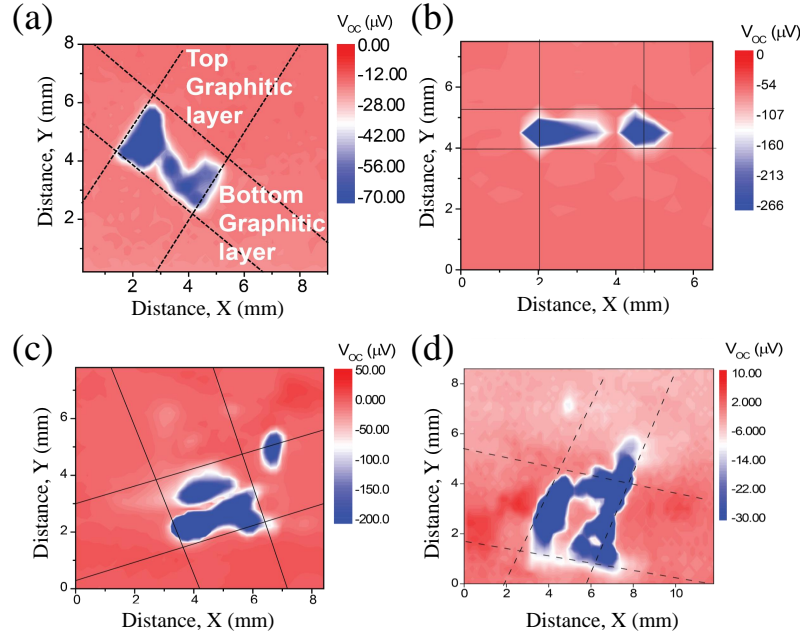 (a)
V_OC (µV)
0.00
-14.00
-28.00
-42.00
-56.00
-70.00
Top
Graphitic
layer
Bottom
Graphitic
layer
8
6
4
2
2 4 6 8
Distance, Y (mm)
Distance, X (mm)
(b)
V_OC (µV)
0
-54
-107
-160
-213
-266
6
4
2
0
0 2 4 6
Distance, Y (mm)
Distance, X (mm)
(c)
V_OC (µV)
50.00
0.000
-50.00
-100.0
-150.0
-200.0
6
4
2
0
0 2 4 6 8
Distance, Y (mm)
Distance, X (mm)
(d)
V_OC (µV)
10.00
2.000
-6.000
-14.00
-22.00
-30.00
8
6
4
2
0
0 2 4 6 8 10
Distance, Y (mm)
Distance, X (mm)